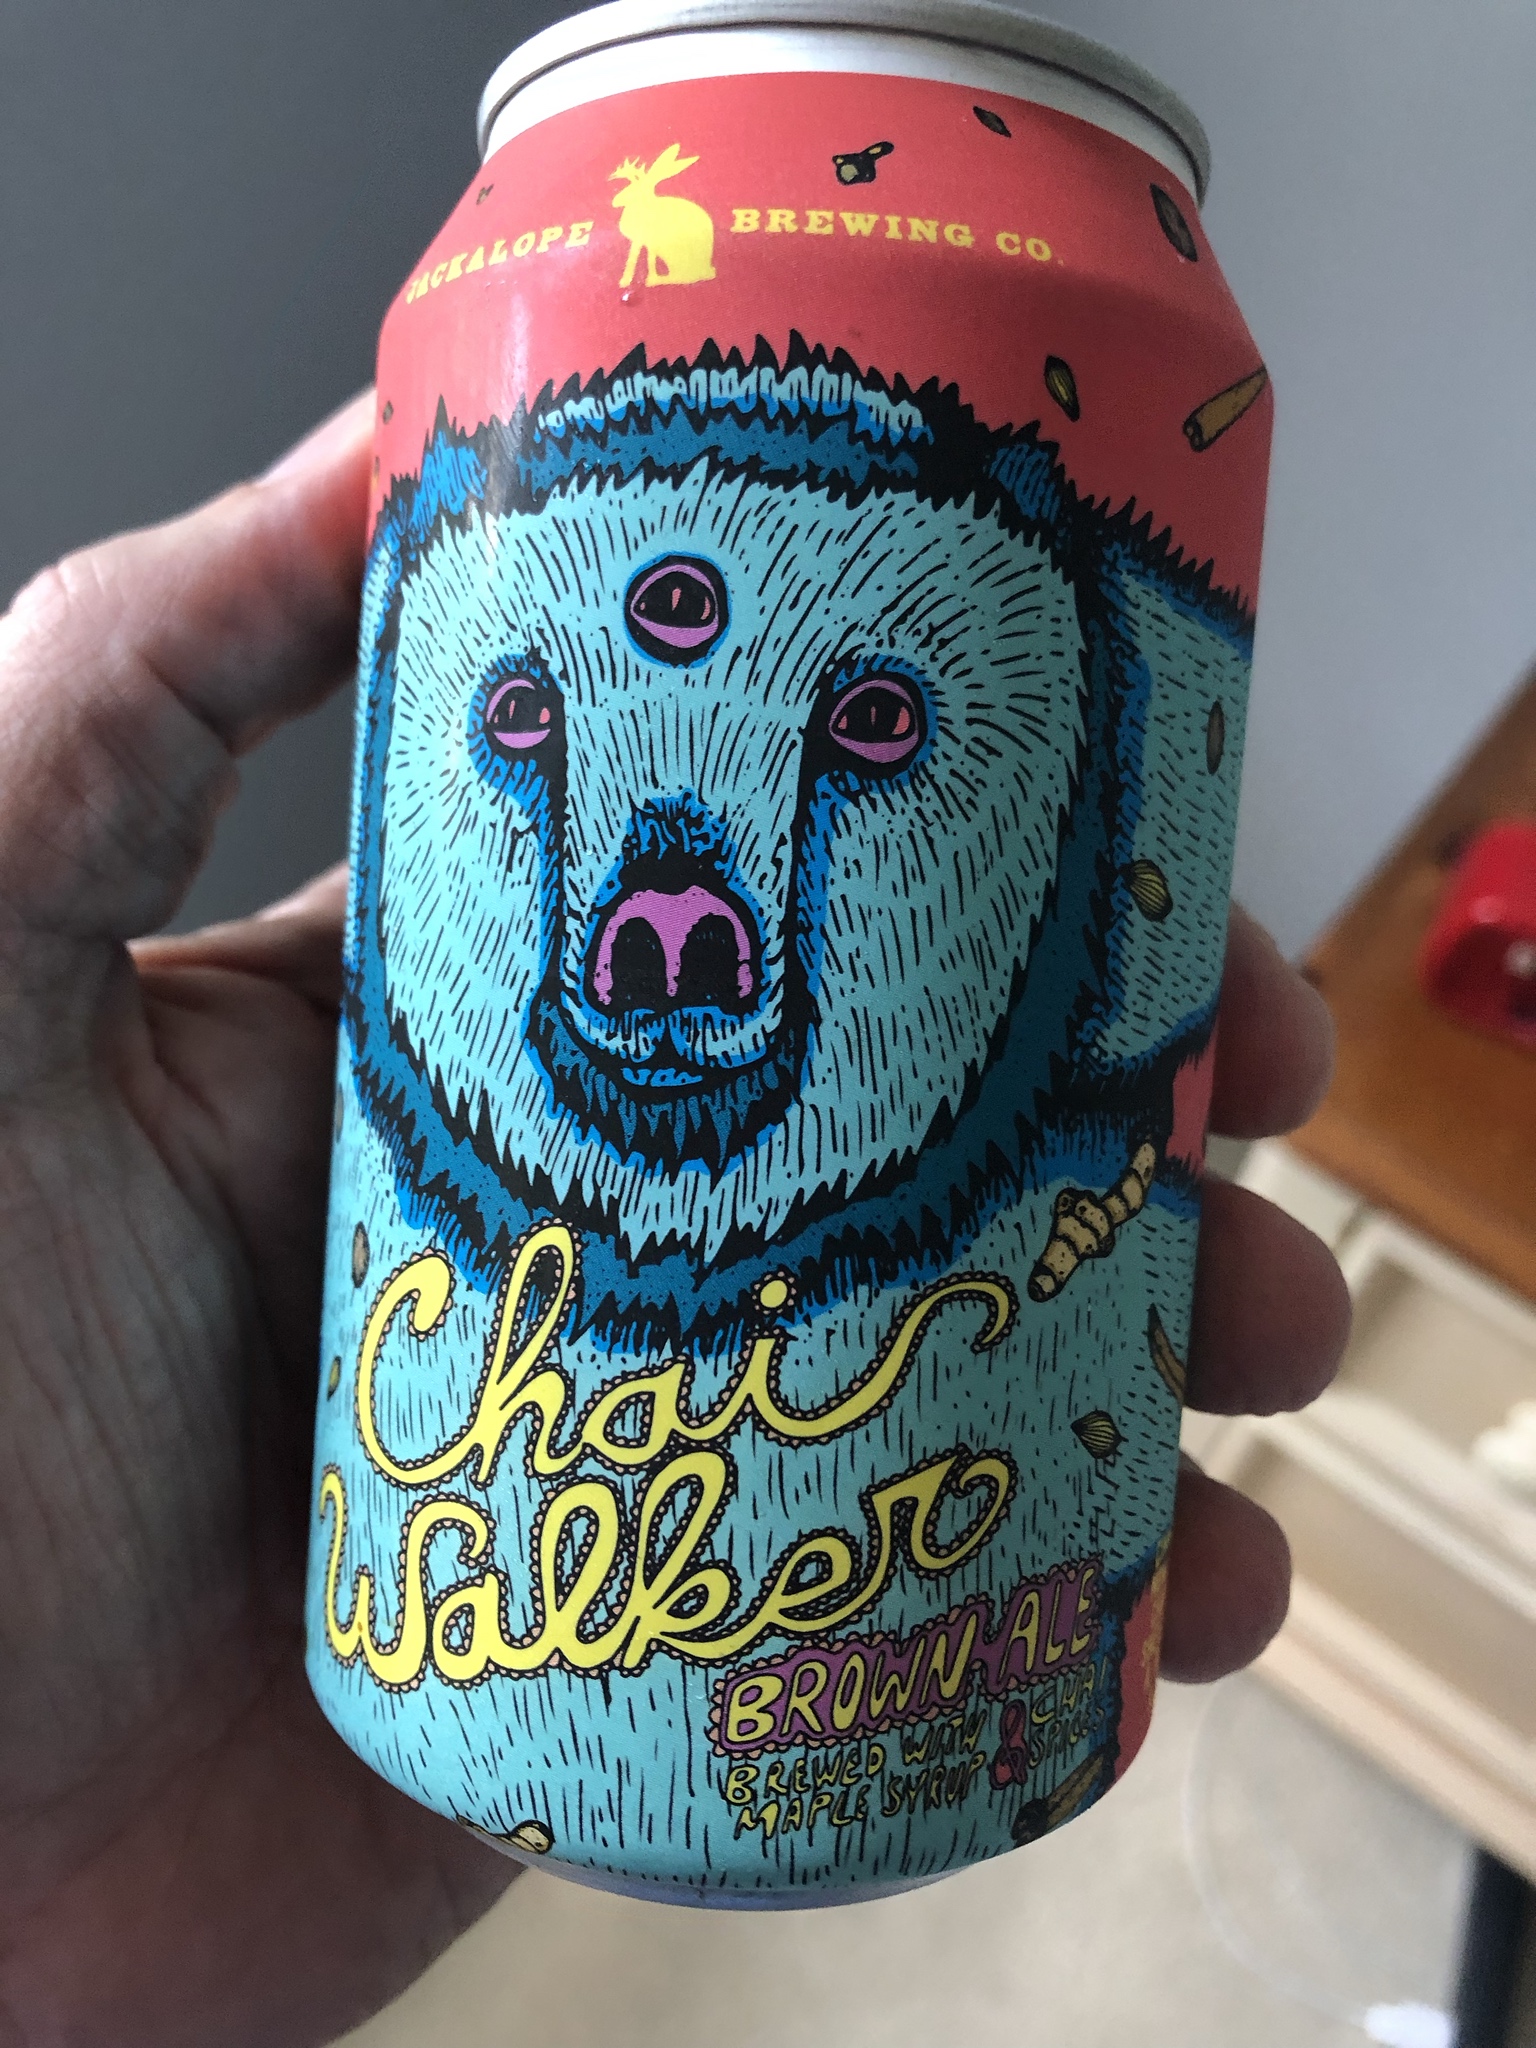 JACKALOPE BREWING CO.
Chai
Walker
BROWN ALE
BREWED WITH
MAPLE SYRUP & CHAI
SPICES